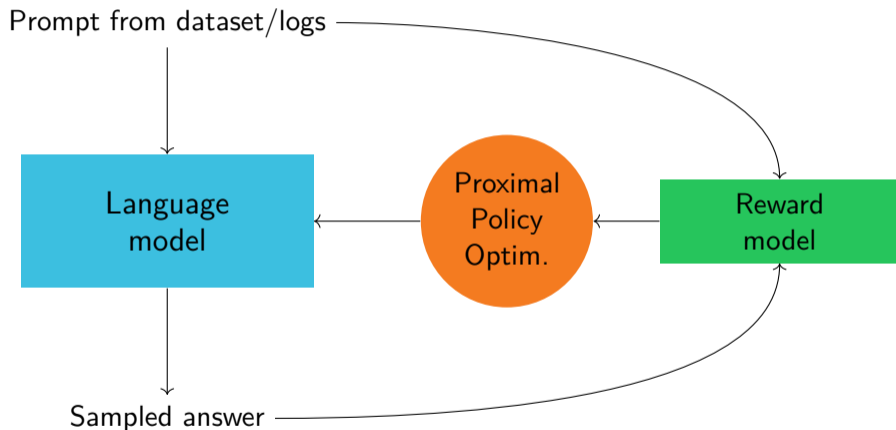 Prompt from dataset/logs
Language
model
Proximal
Policy
Optim.
Reward
model
Sampled answer